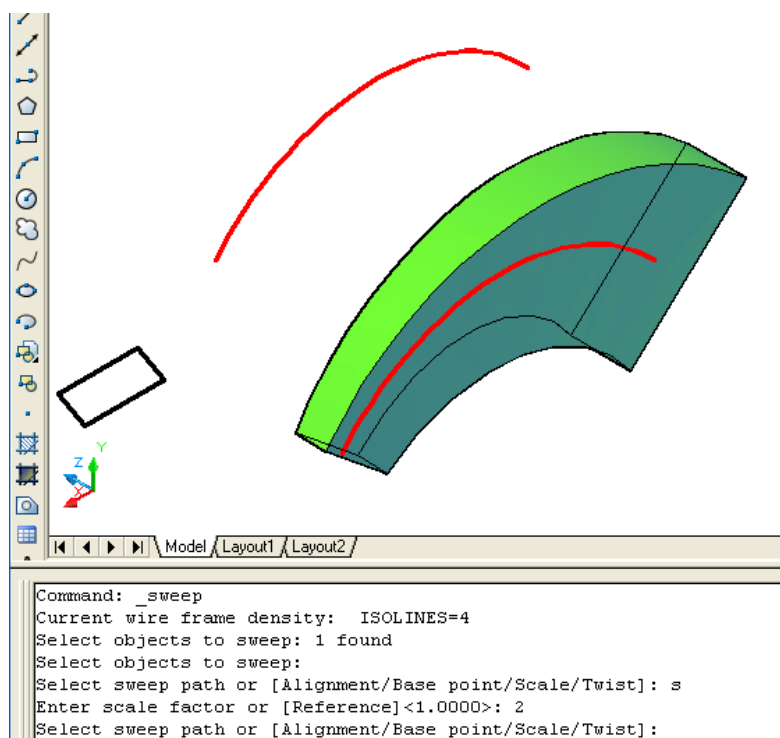 Y
Z
X
Model Layout1 Layout2
Command: _sweep
Current wire frame density:  ISOLINES=4
Select objects to sweep: 1 found
Select objects to sweep:
Select sweep path or [Alignment/Base point/Scale/Twist]: s
Enter scale factor or [Reference]<1.0000>: 2
Select sweep path or [Alignment/Base point/Scale/Twist]: